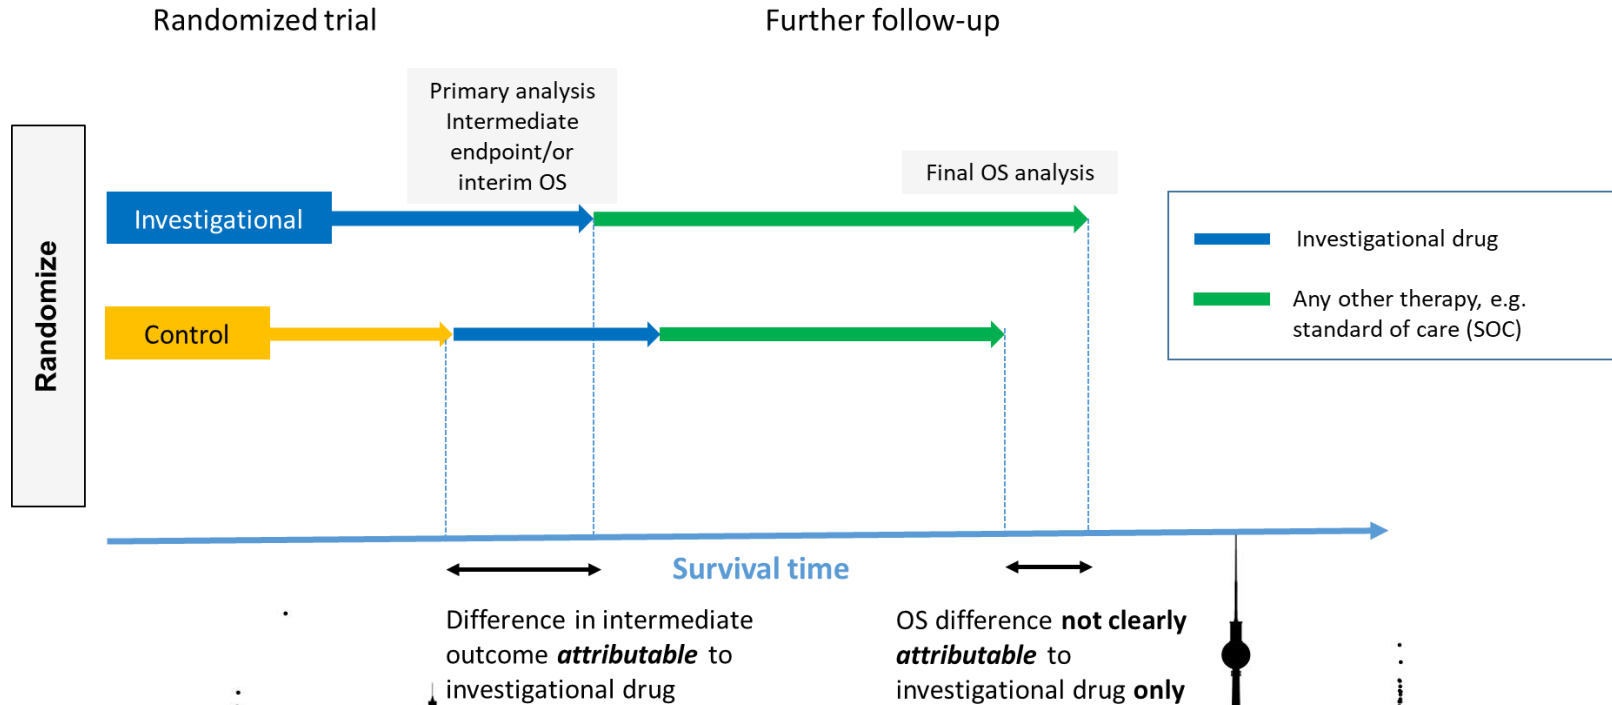 Randomized trial
Further follow-up
Primary analysis
Intermediate
endpoint/or
interim OS
Final OS analysis
Randomize
Investigational
Control
Investigational drug
Any other therapy, e.g.
standard of care (SOC)
Survival time
Difference in intermediate
outcome attributable to
investigational drug
OS difference not clearly
attributable to
investigational drug only